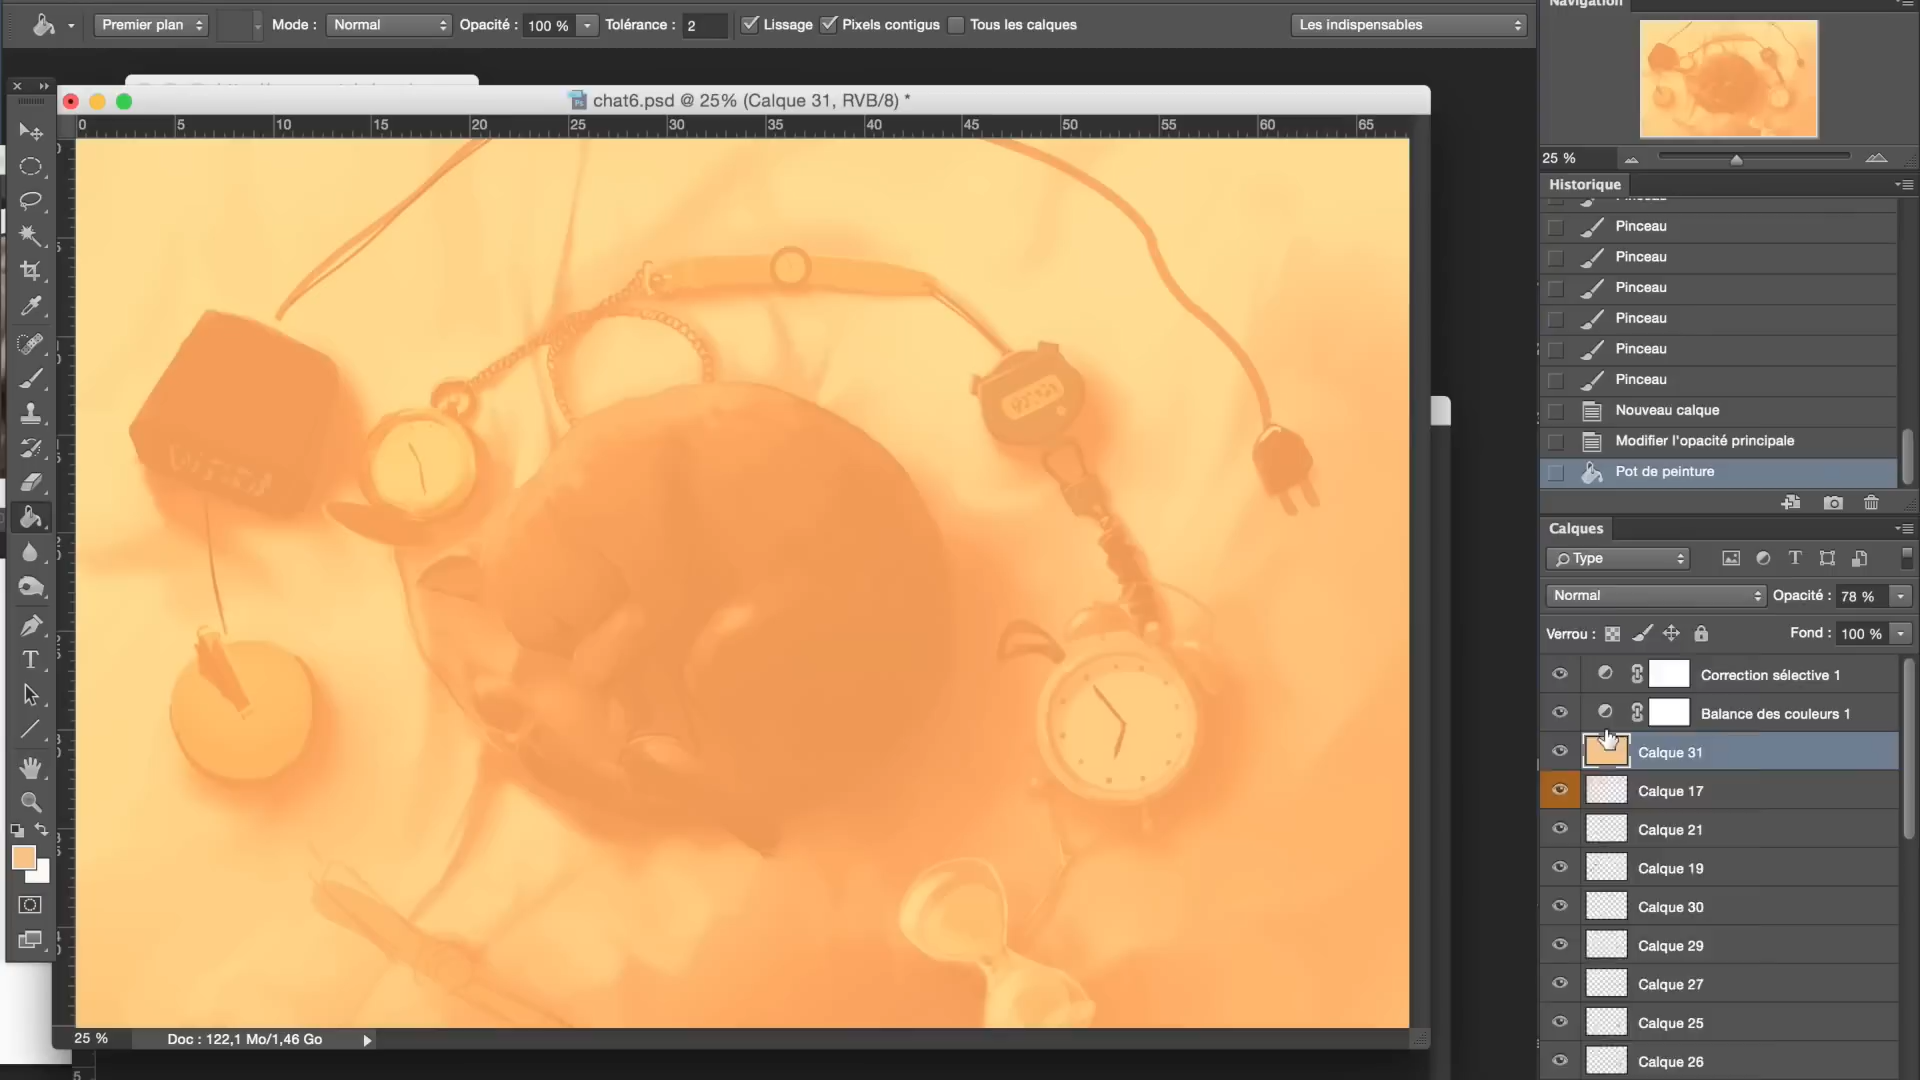 Navigation
Premier plan Mode : Normal Opacité : 100 % Tolérance : 2 Lissage Pixels contigus Tous les calques Les indispensables
chat6.psd @ 25% (Calque 31, RVB/8) *
0 5 10 15 20 25 30 35 40 45 50 55 60 65
25 %
Historique
Pinceau
Pinceau
Pinceau
Pinceau
Pinceau
Pinceau
Pinceau
Nouveau calque
Modifier l'opacité principale
Pot de peinture
Calques
Type
Normal Opacité : 78 %
Verrou : Fond : 100 %
Correction sélective 1
Balance des couleurs 1
Calque 31
Calque 17
Calque 21
Calque 19
Calque 30
Calque 29
Calque 27
Calque 25
Calque 26
25 % Doc : 122,1 Mo/1,46 Go
5